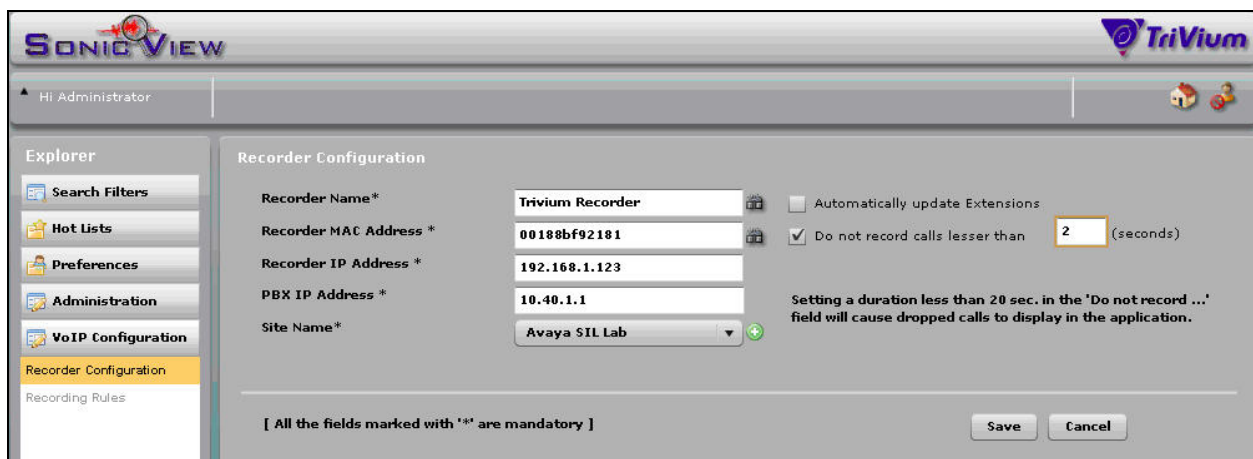 SONICVIEW
TriVium
Hi Administrator
Explorer
Search Filters
Hot Lists
Preferences
Administration
VoIP Configuration
Recorder Configuration
Recording Rules
Recorder Configuration
Recorder Name* Trivium Recorder
Automatically update Extensions
Recorder MAC Address * 00188bf92181
Do not record calls lesser than 2 (seconds)
Recorder IP Address * 192.168.1.123
PBX IP Address * 10.40.1.1
Site Name* Avaya SIL Lab
Setting a duration less than 20 sec. in the 'Do not record ...'
field will cause dropped calls to display in the application.
[ All the fields marked with '*' are mandatory ]
Save Cancel